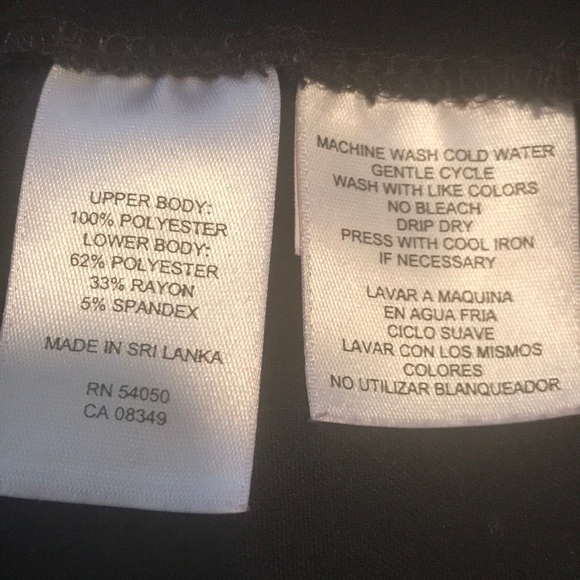 UPPER BODY:
100% POLYESTER
LOWER BODY:
62% POLYESTER
33% RAYON
5% SPANDEX
MADE IN SRI LANKA
RN 54050
CA 08349
MACHINE WASH COLD WATER
GENTLE CYCLE
WASH WITH LIKE COLORS
NO BLEACH
DRIP DRY
PRESS WITH COOL IRON
IF NECESSARY
LAVAR A MAQUINA
EN AGUA FRIA
CICLO SUAVE
LAVAR CON LOS MISMOS
COLORES
NO UTILIZAR BLANQUEADOR